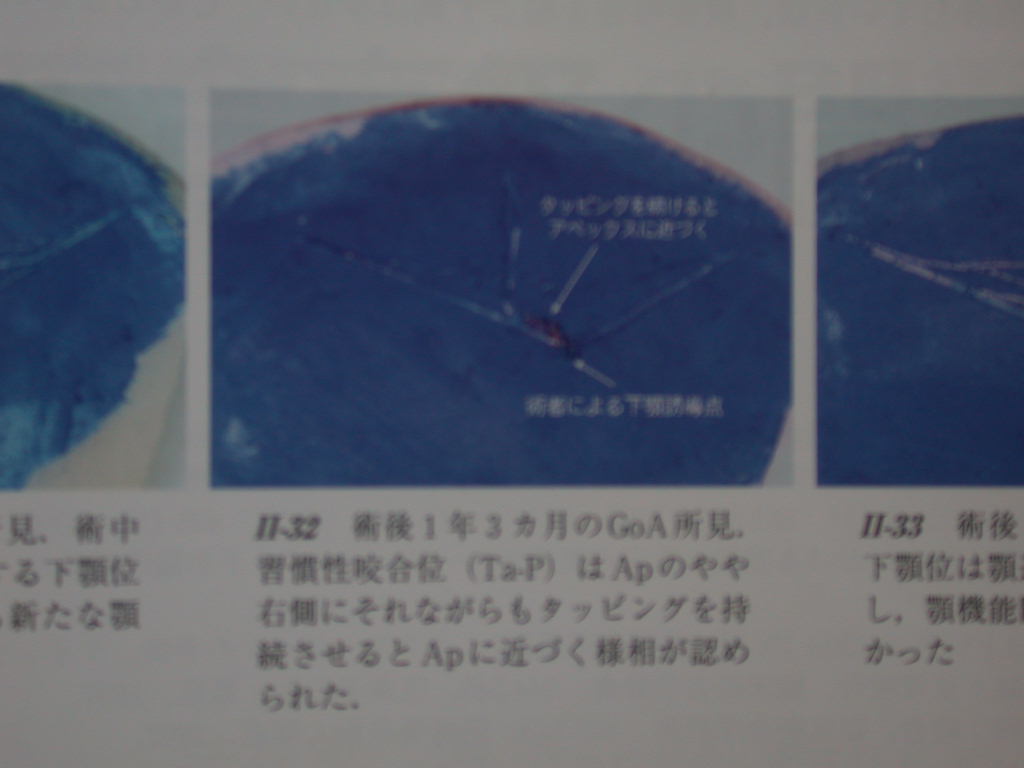 タッピングを続けると
アペックスに近づく
術者による下顎誘導点
見．術中
する下顎位
新たな顎
II-32 術後1年3カ月のGoA所見．
習慣性咬合位（Ta-P）はApのやや
右側にそれながらもタッピングを持
続させるとApに近づく様相が認め
られた．
II-33 術後
下顎位は顎
し，顎機能
かった